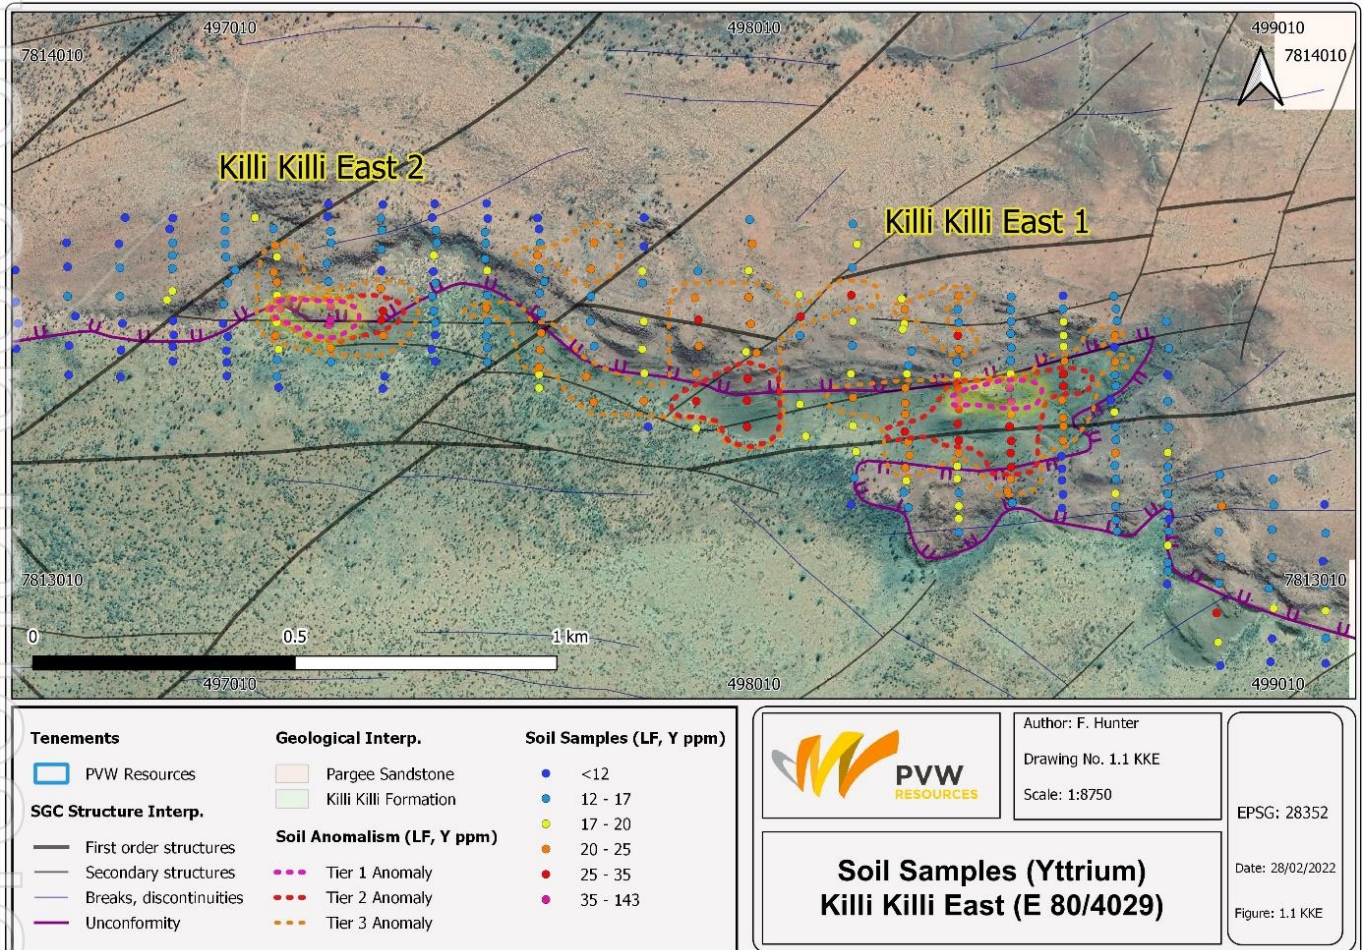 497010
498010
499010
7814010
7814010
Killi Killi East 2
Killi Killi East 1
7813010
7813010
0
0.5
1 km
497010
498010
499010
Tenements
PVW Resources
SGC Structure Interp.
First order structures
Secondary structures
Breaks, discontinuities
Unconformity
Geological Interp.
Pargee Sandstone
Killi Killi Formation
Soil Anomalism (LF, Y ppm)
Tier 1 Anomaly
Tier 2 Anomaly
Tier 3 Anomaly
Soil Samples (LF, Y ppm)
<12
12 - 17
17 - 20
20 - 25
25 - 35
35 - 143
PVW
RESOURCES
Author: F. Hunter
Drawing No. 1.1 KKE
Scale: 1:8750
Soil Samples (Yttrium)
Killi Killi East (E 80/4029)
EPSG: 28352
Date: 28/02/2022
Figure: 1.1 KKE